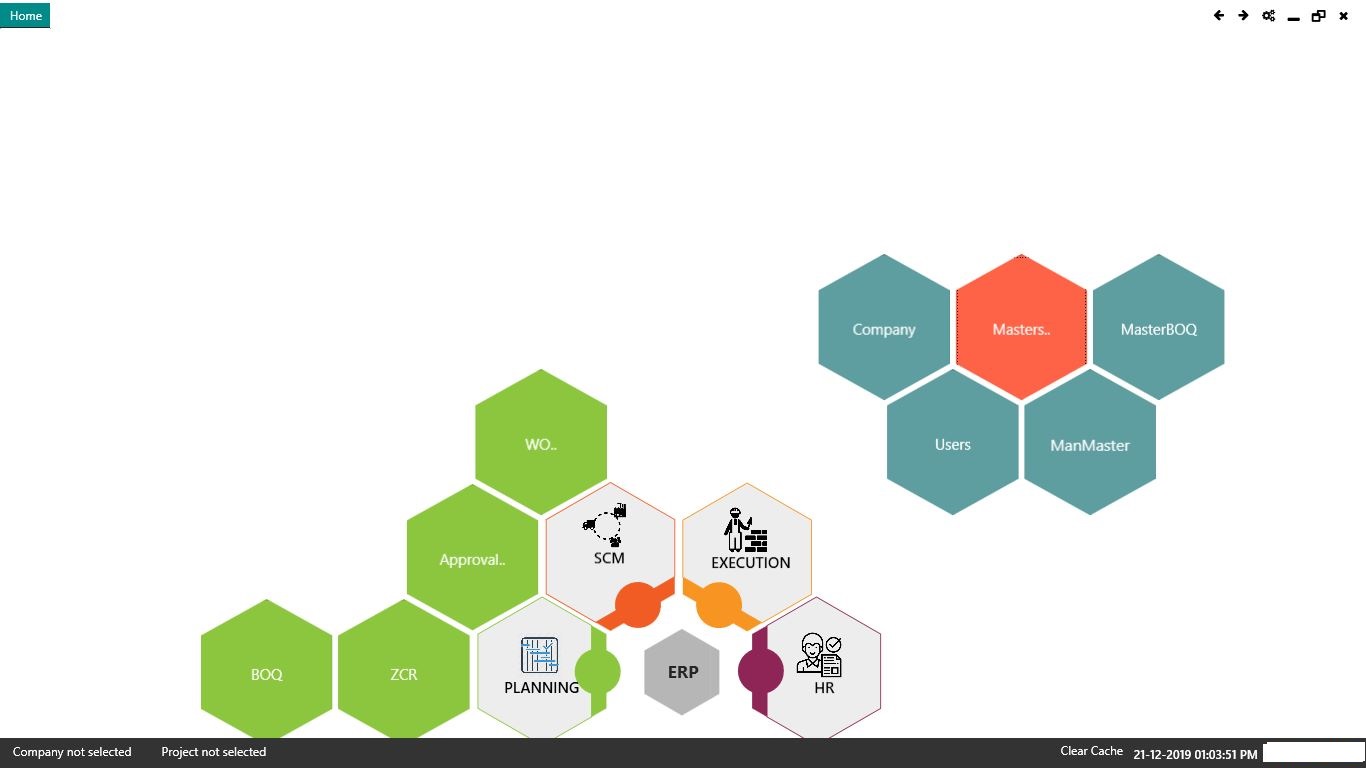 Home
Company
Masters..
MasterBOQ
WO..
Users
ManMaster
Approval..
SCM
EXECUTION
BOQ
ZCR
PLANNING
ERP
HR
Company not selected
Project not selected
Clear Cache
21-12-2019 01:03:51 PM